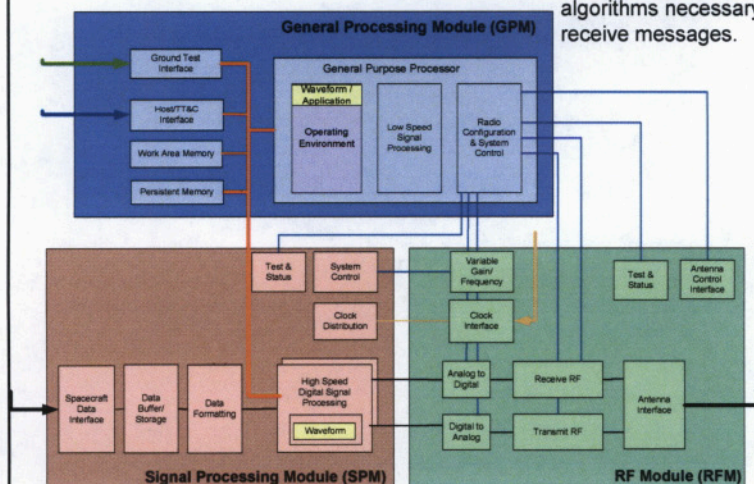 algorithms necessary
receive messages.
General Processing Module (GPM)
Ground Test
Interface
Host/TT&C
Interface
Work Area Memory
Persistent Memory
General Purpose Processor
Waveform /
Application
Operating
Environment
Low Speed
Signal
Processing
Radio
Configuration
& System
Control
Test &
Status
System
Control
Clock
Distribution
Spacecraft
Data
Interface
Data
Buffer/
Storage
Data
Formatting
High Speed
Digital Signal
Processing
Waveform
Signal Processing Module (SPM)
Variable
Gain/
Frequency
Clock
Interface
Test &
Status
Antenna
Control
Interface
Analog to
Digital
Receive RF
Digital to
Analog
Transmit RF
Antenna
Interface
RF Module (RFM)